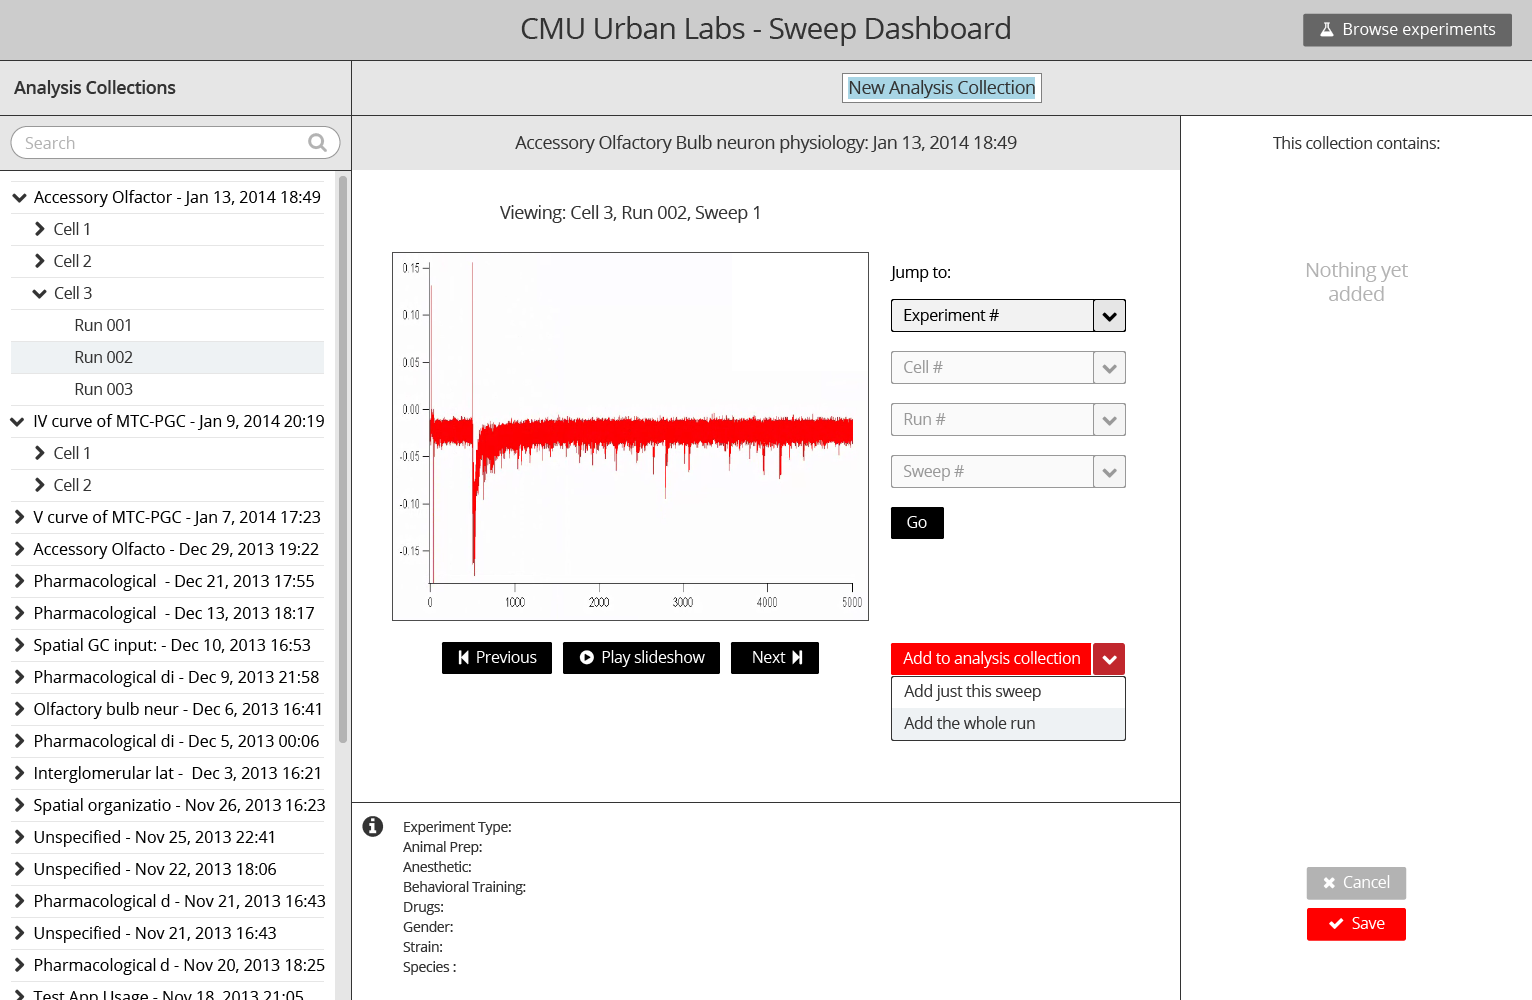 CMU Urban Labs - Sweep Dashboard
Browse experiments
Analysis Collections
New Analysis Collection
Search
Accessory Olfactor - Jan 13, 2014 18:49
Cell 1
Cell 2
Cell 3
Run 001
Run 002
Run 003
IV curve of MTC-PGC - Jan 9, 2014 20:19
Cell 1
Cell 2
V curve of MTC-PGC - Jan 7, 2014 17:23
Accessory Olfacto - Dec 29, 2013 19:22
Pharmacological  - Dec 21, 2013 17:55
Pharmacological  - Dec 13, 2013 18:17
Spatial GC input: - Dec 10, 2013 16:53
Pharmacological di - Dec 9, 2013 21:58
Olfactory bulb neur - Dec 6, 2013 16:41
Pharmacological di - Dec 5, 2013 00:06
Interglomerular lat -  Dec 3, 2013 16:21
Spatial organizatio - Nov 26, 2013 16:23
Unspecified - Nov 25, 2013 22:41
Unspecified - Nov 22, 2013 18:06
Pharmacological d - Nov 21, 2013 16:43
Unspecified - Nov 21, 2013 16:43
Pharmacological d - Nov 20, 2013 18:25
Test App Usage - Nov 18, 2013 21:05
Accessory Olfactory Bulb neuron physiology: Jan 13, 2014 18:49
Viewing: Cell 3, Run 002, Sweep 1
0.15
0.10
0.05
0.00
-0.05
-0.10
-0.15
0 1000 2000 3000 4000 5000
Previous
Play slideshow
Next
Jump to:
Experiment #
Cell #
Run #
Sweep #
Go
Add to analysis collection
Add just this sweep
Add the whole run
Experiment Type:
Animal Prep:
Anesthetic:
Behavioral Training:
Drugs:
Gender:
Strain:
Species :
This collection contains:
Nothing yet
added
Cancel
Save